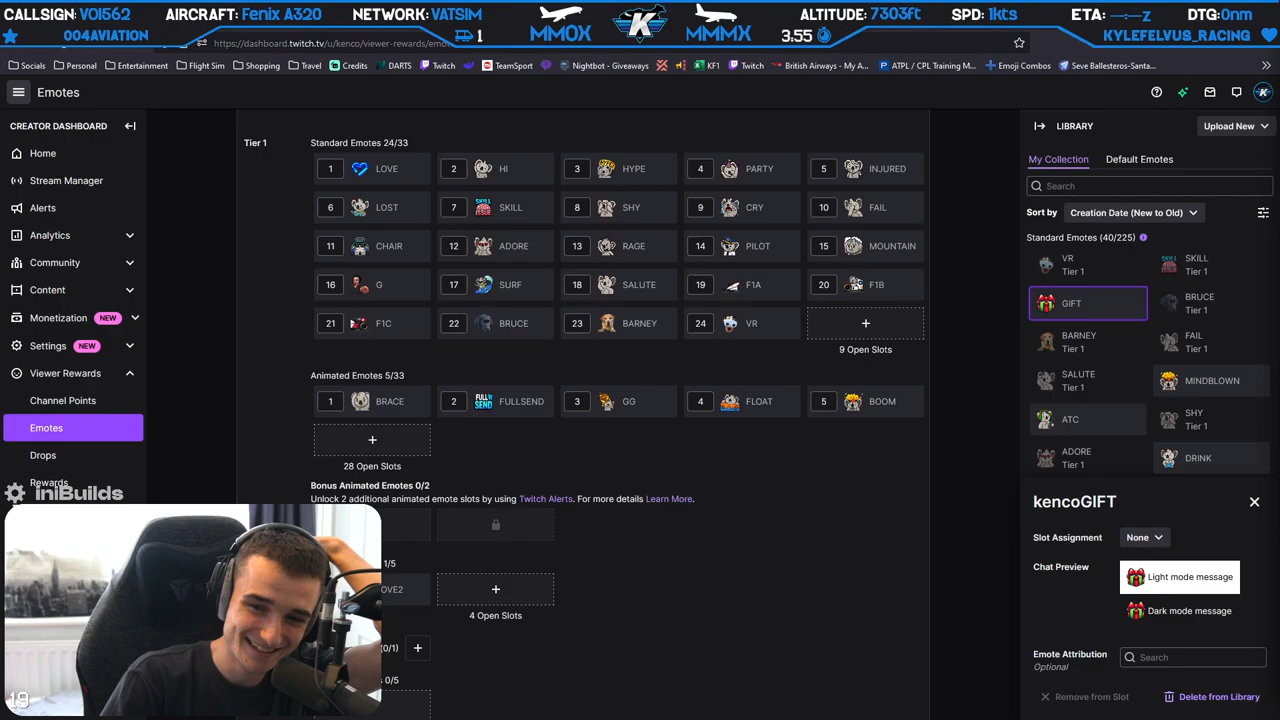 CALLSIGN: VOI562
AIRCRAFT: Fenix A320
NETWORK: VATSIM
ALTITUDE: 7303ft
SPD: 1kts
ETA: --:--z
DTG: 0nm
004AVIATION
1
MMOX
K
MMMX
3:55
KYLEFELVUS_RACING
https://dashboard.twitch.tv/u/kenco/viewer-rewards/emo
Socials
Personal
Entertainment
Flight Sim
Shopping
Travel
Credits
DARTS
Twitch
TeamSport
Nightbot - Giveaways
KF1
Twitch
British Airways - My A...
ATPL / CPL Training M...
Emoji Combos
Seve Ballesteros-Santa...
Emotes
CREATOR DASHBOARD
Home
Stream Manager
Alerts
Analytics
Community
Content
Monetization NEW
Settings NEW
Viewer Rewards
Channel Points
Emotes
Drops
Rewards
iniBuilds
19
Tier 1
Standard Emotes 24/33
1 LOVE
2 HI
3 HYPE
4 PARTY
5 INJURED
6 LOST
7 SKILL
8 SHY
9 CRY
10 FAIL
11 CHAIR
12 ADORE
13 RAGE
14 PILOT
15 MOUNTAIN
16 G
17 SURF
18 SALUTE
19 F1A
20 F1B
21 F1C
22 BRUCE
23 BARNEY
24 VR
+
9 Open Slots
Animated Emotes 5/33
1 BRACE
2 FULLSEND
3 GG
4 FLOAT
5 BOOM
+
28 Open Slots
Bonus Animated Emotes 0/2
Unlock 2 additional animated emote slots by using Twitch Alerts. For more details Learn More.
1/5
OVE2
+
4 Open Slots
(0/1) +
s 0/5
LIBRARY
Upload New
My Collection
Default Emotes
Search
Sort by
Creation Date (New to Old)
Standard Emotes (40/225)
VR
Tier 1
SKILL
Tier 1
GIFT
BRUCE
Tier 1
BARNEY
Tier 1
FAIL
Tier 1
SALUTE
Tier 1
MINDBLOWN
ATC
SHY
Tier 1
ADORE
Tier 1
DRINK
kencoGIFT
Slot Assignment
None
Chat Preview
Light mode message
Dark mode message
Emote Attribution
Optional
Search
Remove from Slot
Delete from Library